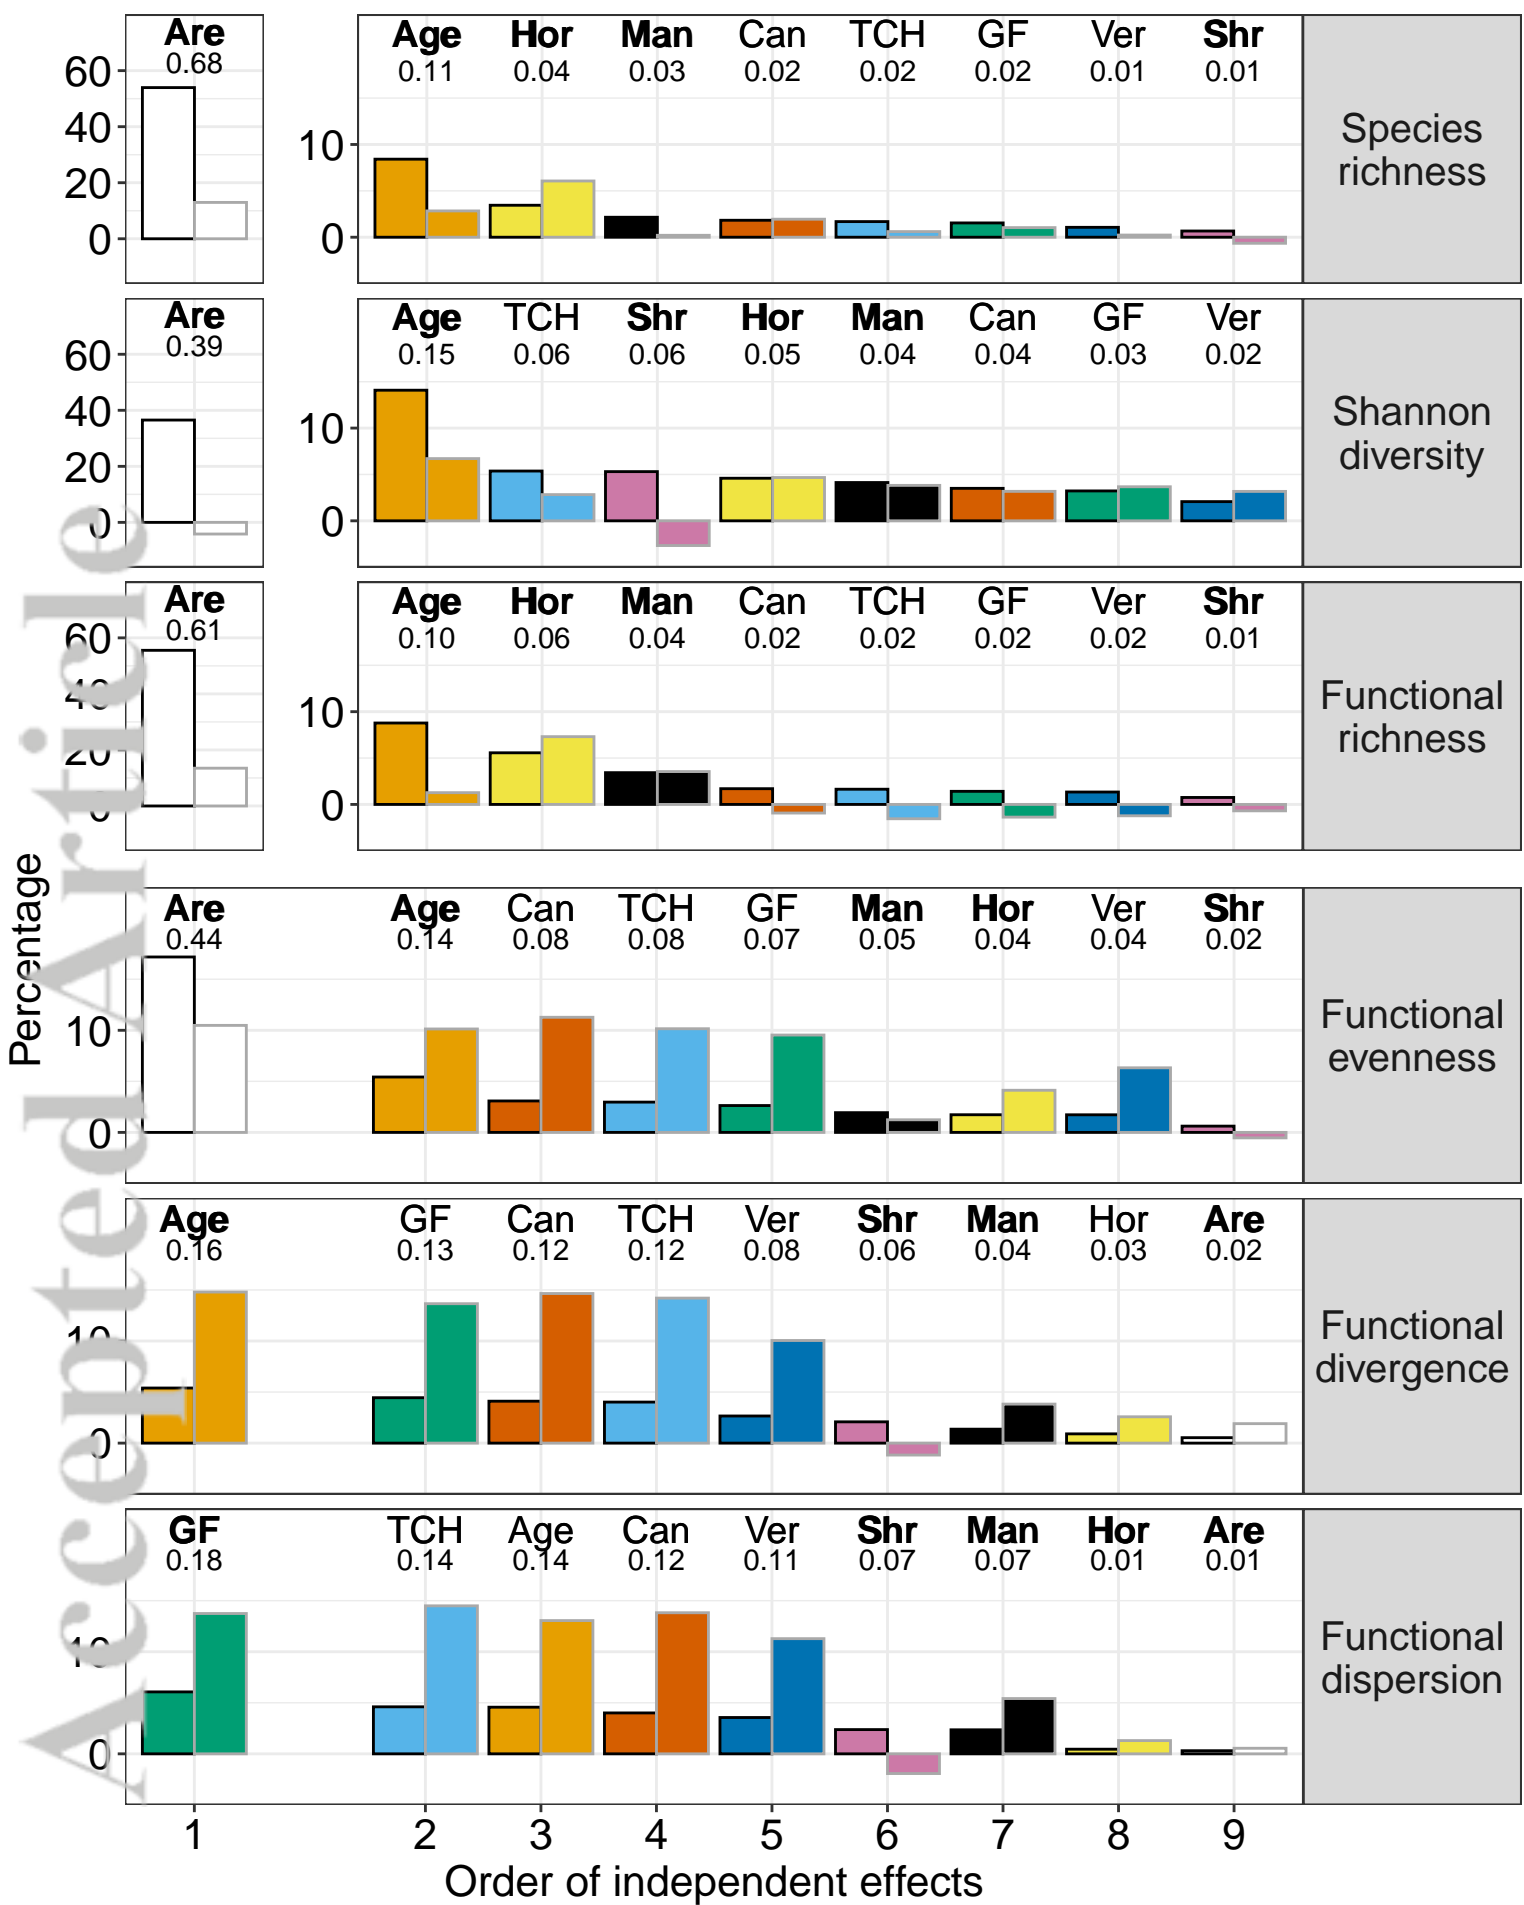 Are
0.68
Age Hor Man Can TCH GF Ver Shr
0.11 0.04 0.03 0.02 0.02 0.02 0.01 0.01
60
40
20
0
10
0
Species
richness
Are
0.39
Age TCH Shr Hor Man Can GF Ver
0.15 0.06 0.06 0.05 0.04 0.04 0.03 0.02
60
40
20
0
10
0
Shannon
diversity
Are
0.61
Age Hor Man Can TCH GF Ver Shr
0.10 0.06 0.04 0.02 0.02 0.02 0.02 0.01
60
40
20
0
10
0
Functional
richness
Percentage
Are Age Can TCH GF Man Hor Ver Shr
0.44 0.14 0.08 0.08 0.07 0.05 0.04 0.04 0.02
10
0
Functional
evenness
Age GF Can TCH Ver Shr Man Hor Are
0.16 0.13 0.12 0.12 0.08 0.06 0.04 0.03 0.02
10
0
Functional
divergence
GF TCH Age Can Ver Shr Man Hor Are
0.18 0.14 0.14 0.12 0.11 0.07 0.07 0.01 0.01
10
0
Functional
dispersion
1 2 3 4 5 6 7 8 9
Order of independent effects
Accepted Article